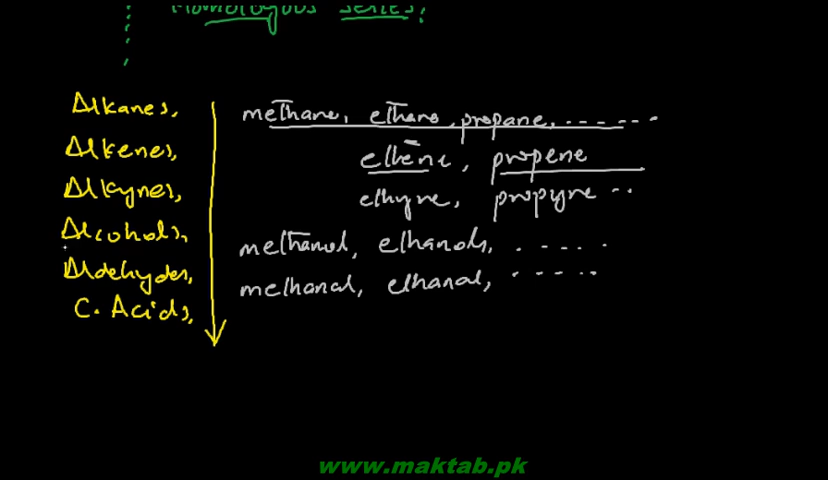 Homologous series:
Alkanes, methane, ethane, propane, ------
Alkenes, ethene, propene
Alkynes, ethyne, propyne ..
Alcohols, methanol, ethanols, . - - - . .
Aldehydes, methanal, ethanal, . - - - . .
C. Acids,
www.maktab.pk